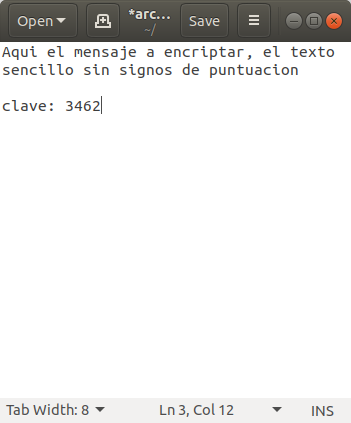 Open *arc... ~/ Save
Aqui el mensaje a encriptar, el texto
sencillo sin signos de puntuacion
clave: 3462
Tab Width: 8 Ln 3, Col 12 INS